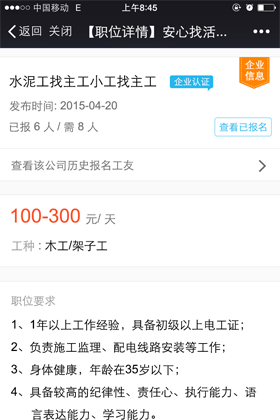 中国移动 E 上午8:45
返回 关闭 【职位详情】安心找活...
水泥工找主工小工找主工 企业认证
企业
信息
发布时间: 2015-04-20
已报 6 人 / 需 8 人 查看已报名
查看该公司历史报名工友
100-300 元/ 天
工种 : 木工/架子工
职位要求
1、1年以上工作经验，具备初级以上电工证；
2、负责施工监理、配电线路安装等工作；
3、身体健康，年龄在35岁以下；
4、具备较高的纪律性、责任心、执行能力、语
言表达能力、学习能力。